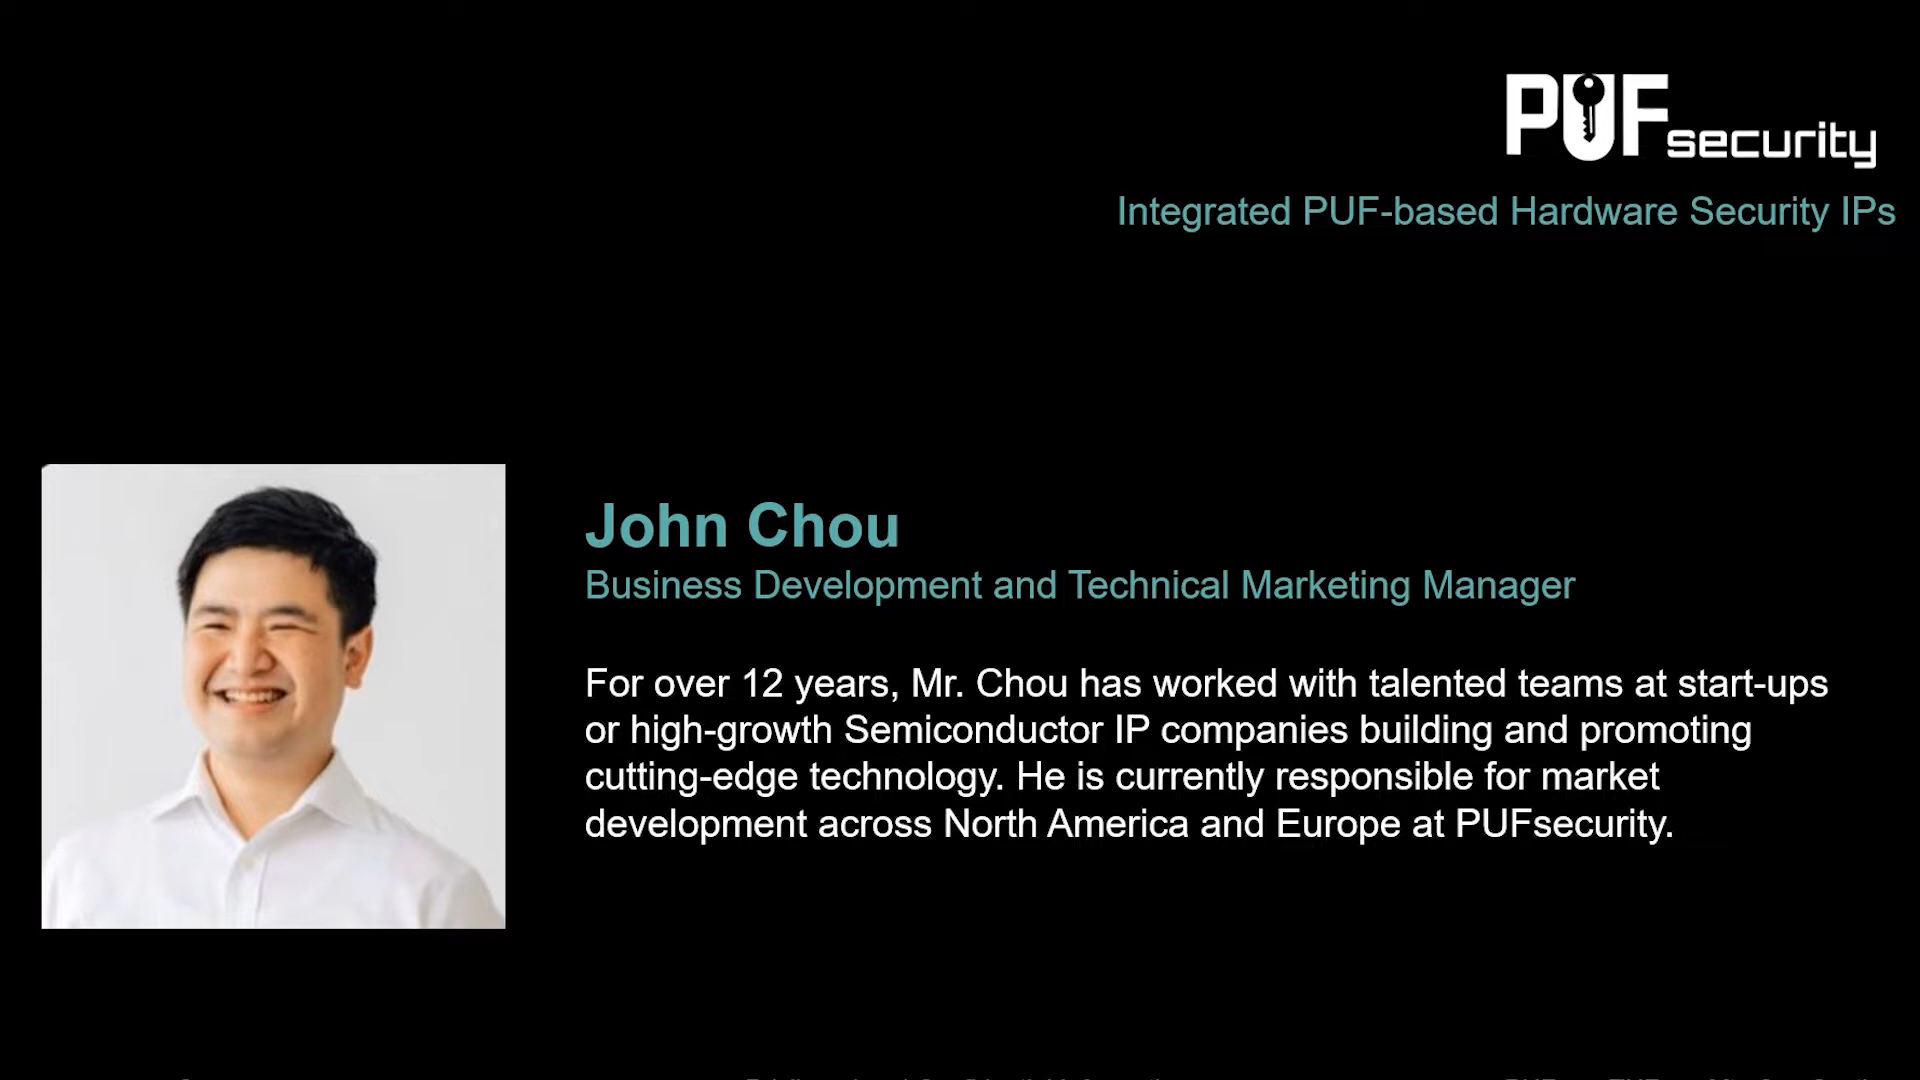 PUFsecurity
Integrated PUF-based Hardware Security IPs
John Chou
Business Development and Technical Marketing Manager
For over 12 years, Mr. Chou has worked with talented teams at start-ups
or high-growth Semiconductor IP companies building and promoting
cutting-edge technology. He is currently responsible for market
development across North America and Europe at PUFsecurity.